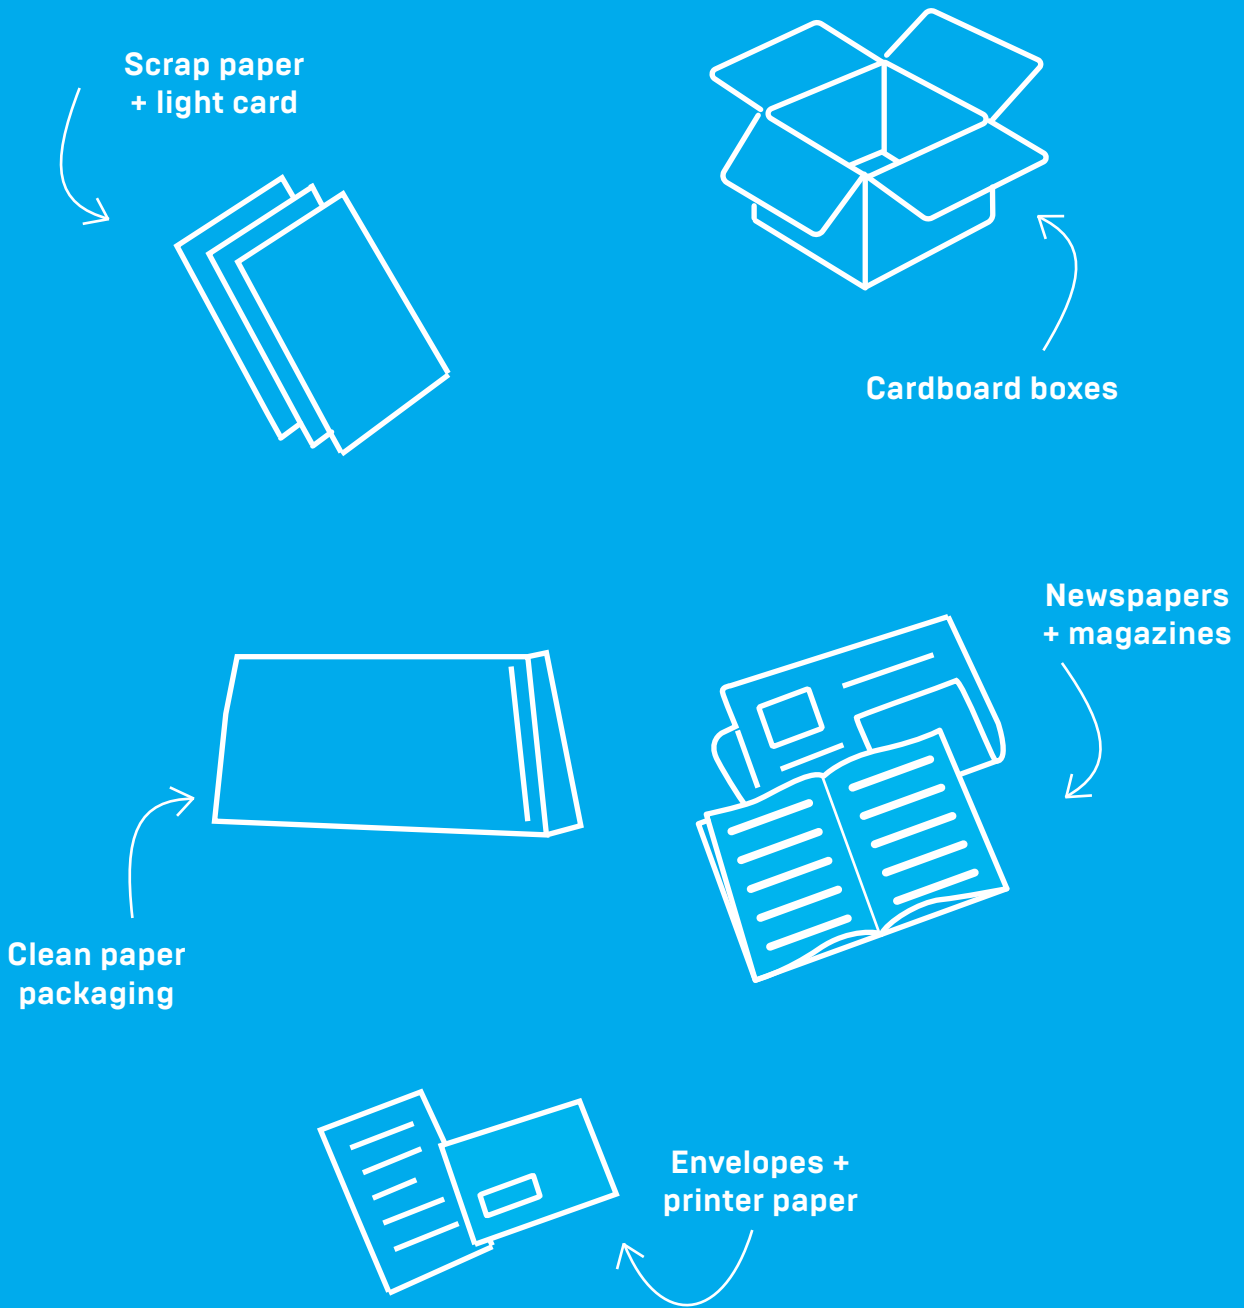 Scrap paper
+ light card
Cardboard boxes
Newspapers
+ magazines
Clean paper
packaging
Envelopes +
printer paper